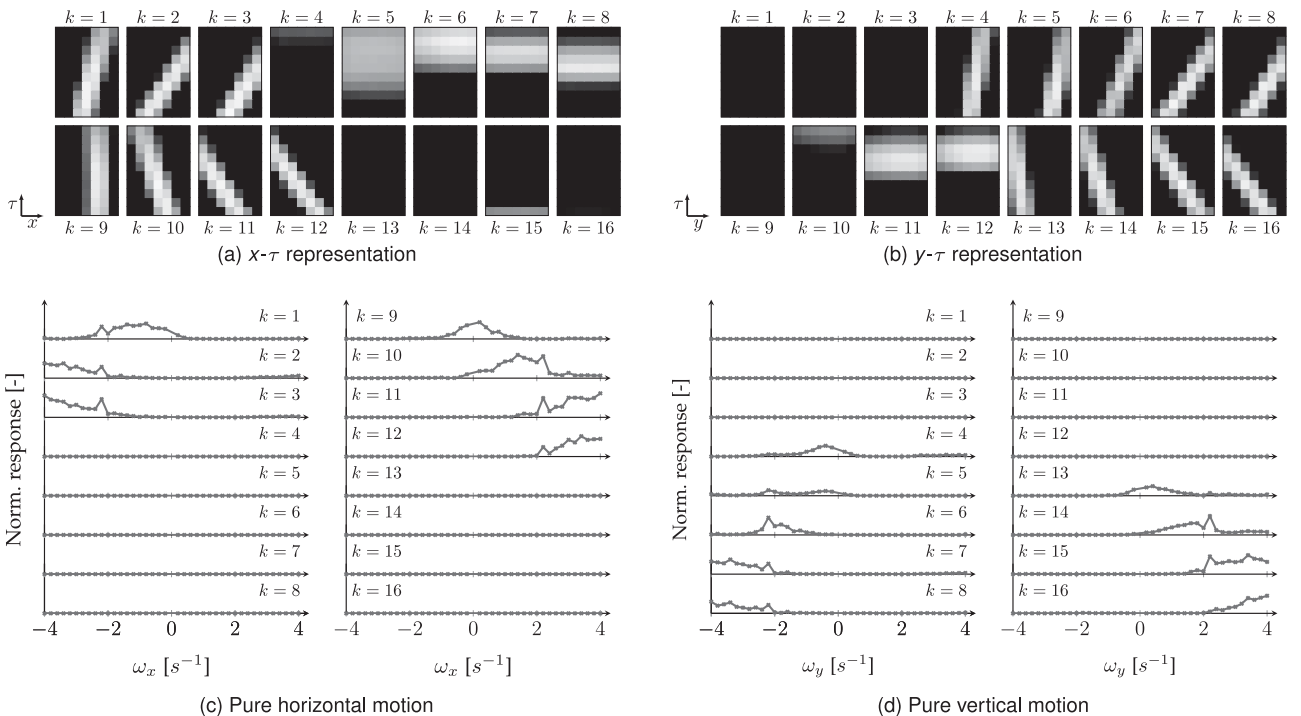 k = 1 k = 2 k = 3 k = 4 k = 5 k = 6 k = 7 k = 8
τ x
k = 9 k = 10 k = 11 k = 12 k = 13 k = 14 k = 15 k = 16
(a) x-τ representation
k = 1 k = 2 k = 3 k = 4 k = 5 k = 6 k = 7 k = 8
τ y
k = 9 k = 10 k = 11 k = 12 k = 13 k = 14 k = 15 k = 16
(b) y-τ representation
Norm. response [-]
k = 1
k = 2
k = 3
k = 4
k = 5
k = 6
k = 7
k = 8
−4 −2 0 2 4
ωx [s−1]
k = 9
k = 10
k = 11
k = 12
k = 13
k = 14
k = 15
k = 16
−4 −2 0 2 4
ωx [s−1]
(c) Pure horizontal motion
Norm. response [-]
k = 1
k = 2
k = 3
k = 4
k = 5
k = 6
k = 7
k = 8
−4 −2 0 2 4
ωy [s−1]
k = 9
k = 10
k = 11
k = 12
k = 13
k = 14
k = 15
k = 16
−4 −2 0 2 4
ωy [s−1]
(d) Pure vertical motion